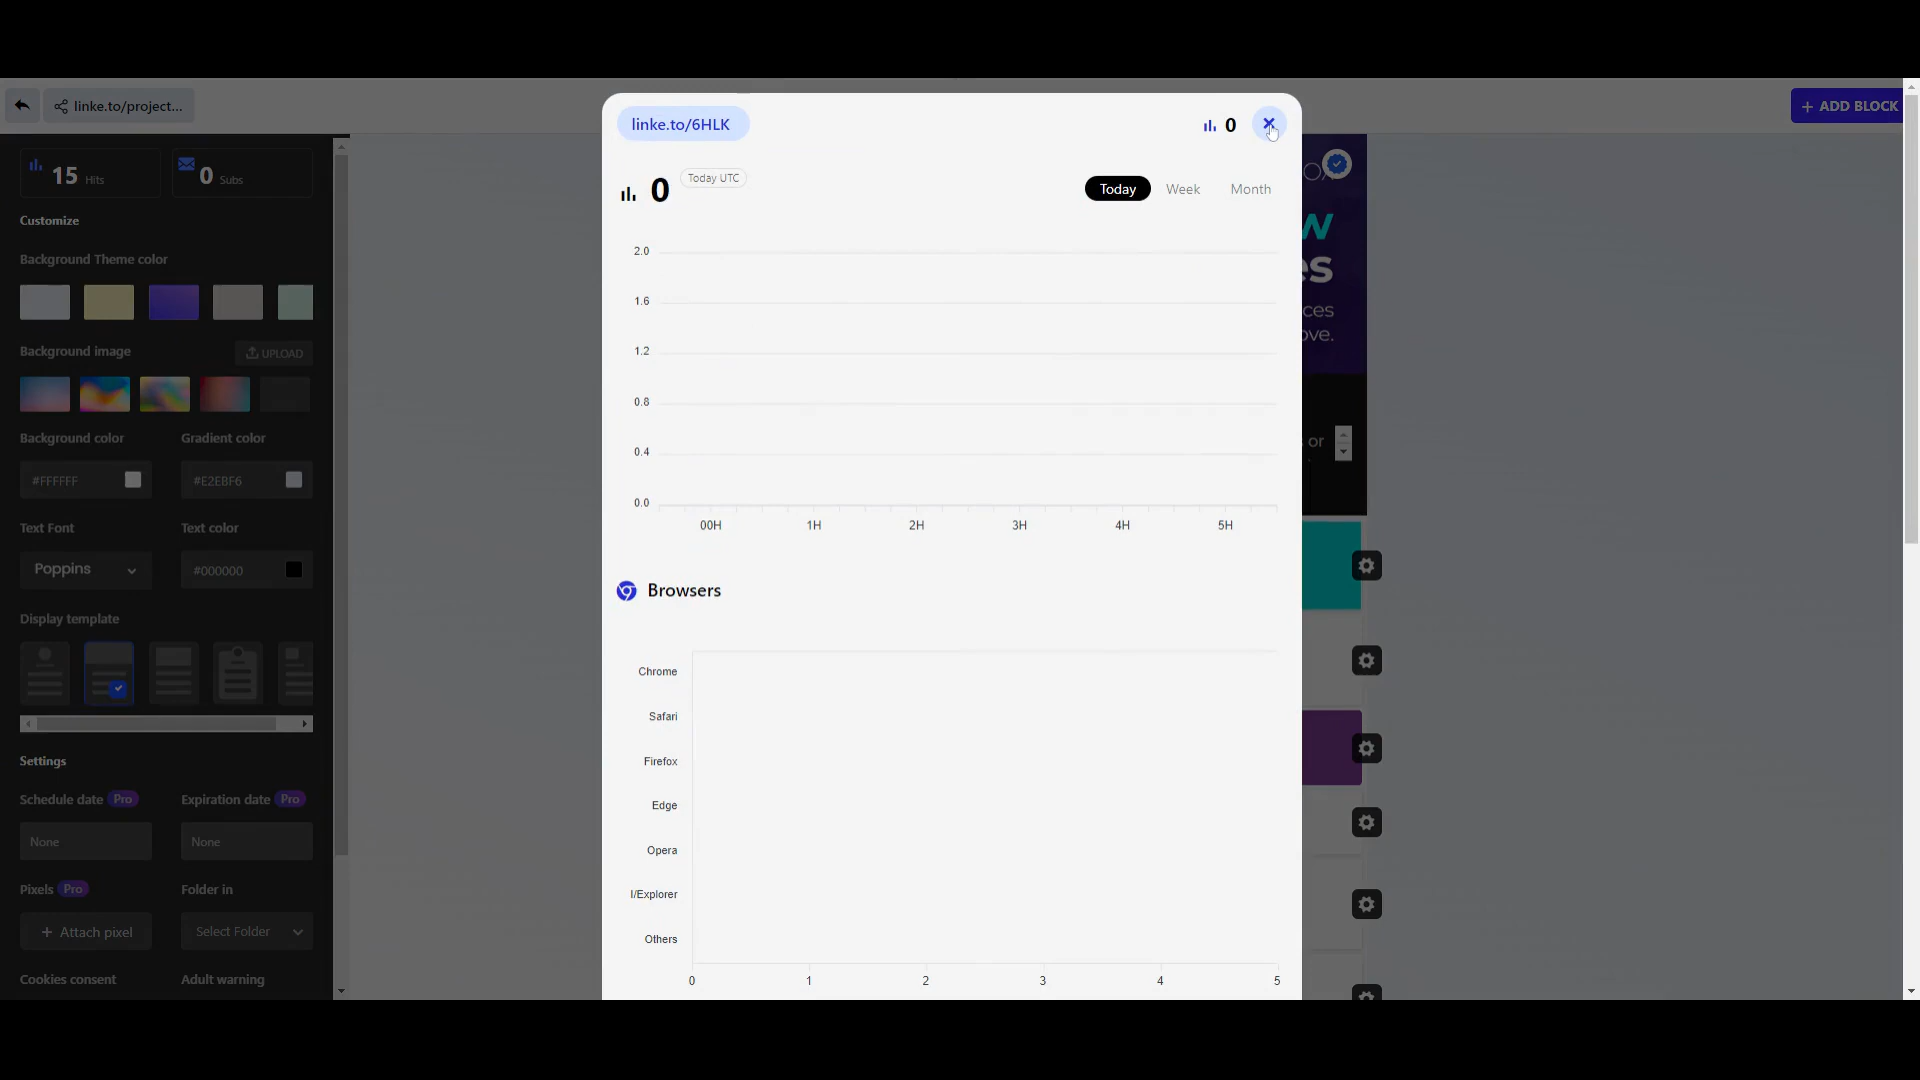 linke.to/project...
+ ADD BLOCK
linke.to/6HLK
0
15 Hits
0 Subs
0
Today UTC
Today
Week
Month
Customize
Background Theme color
Background image
UPLOAD
Background color
Gradient color
#FFFFFF
#E2EBF6
Text Font
Text color
Poppins
#000000
Display template
Settings
Schedule date Pro
Expiration date Pro
None
None
Pixels Pro
Folder in
+ Attach pixel
Select Folder
Cookies consent
Adult warning
2.0
1.6
1.2
0.8
0.4
0.0
00H
1H
2H
3H
4H
5H
Browsers
Chrome
Safari
Firefox
Edge
Opera
I/Explorer
Others
0
1
2
3
4
5
w
es
ces
ove.
or